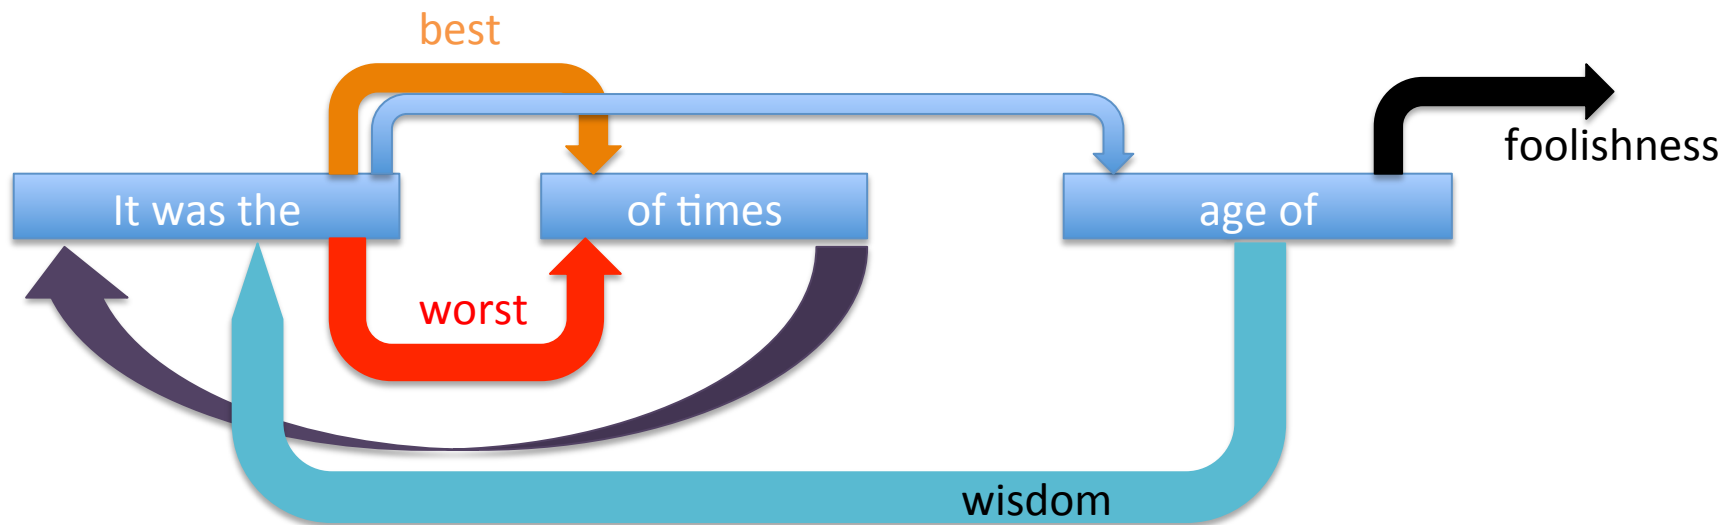 best
foolishness
It was the
of times
age of
worst
wisdom